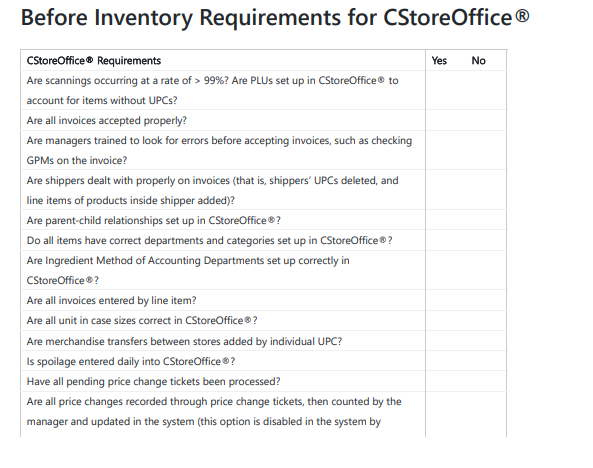 Before Inventory Requirements for CStoreOffice®
CStoreOffice® Requirements Yes No
Are scannings occurring at a rate of > 99%? Are PLUs set up in CStoreOffice® to
account for items without UPCs?
Are all invoices accepted properly?
Are managers trained to look for errors before accepting invoices, such as checking
GPMs on the invoice?
Are shippers dealt with properly on invoices (that is, shippers’ UPCs deleted, and
line items of products inside shipper added)?
Are parent-child relationships set up in CStoreOffice®?
Do all items have correct departments and categories set up in CStoreOffice®?
Are Ingredient Method of Accounting Departments set up correctly in
CStoreOffice®?
Are all invoices entered by line item?
Are all unit in case sizes correct in CStoreOffice®?
Are merchandise transfers between stores added by individual UPC?
Is spoilage entered daily into CStoreOffice®?
Have all pending price change tickets been processed?
Are all price changes recorded through price change tickets, then counted by the
manager and updated in the system (this option is disabled in the system by